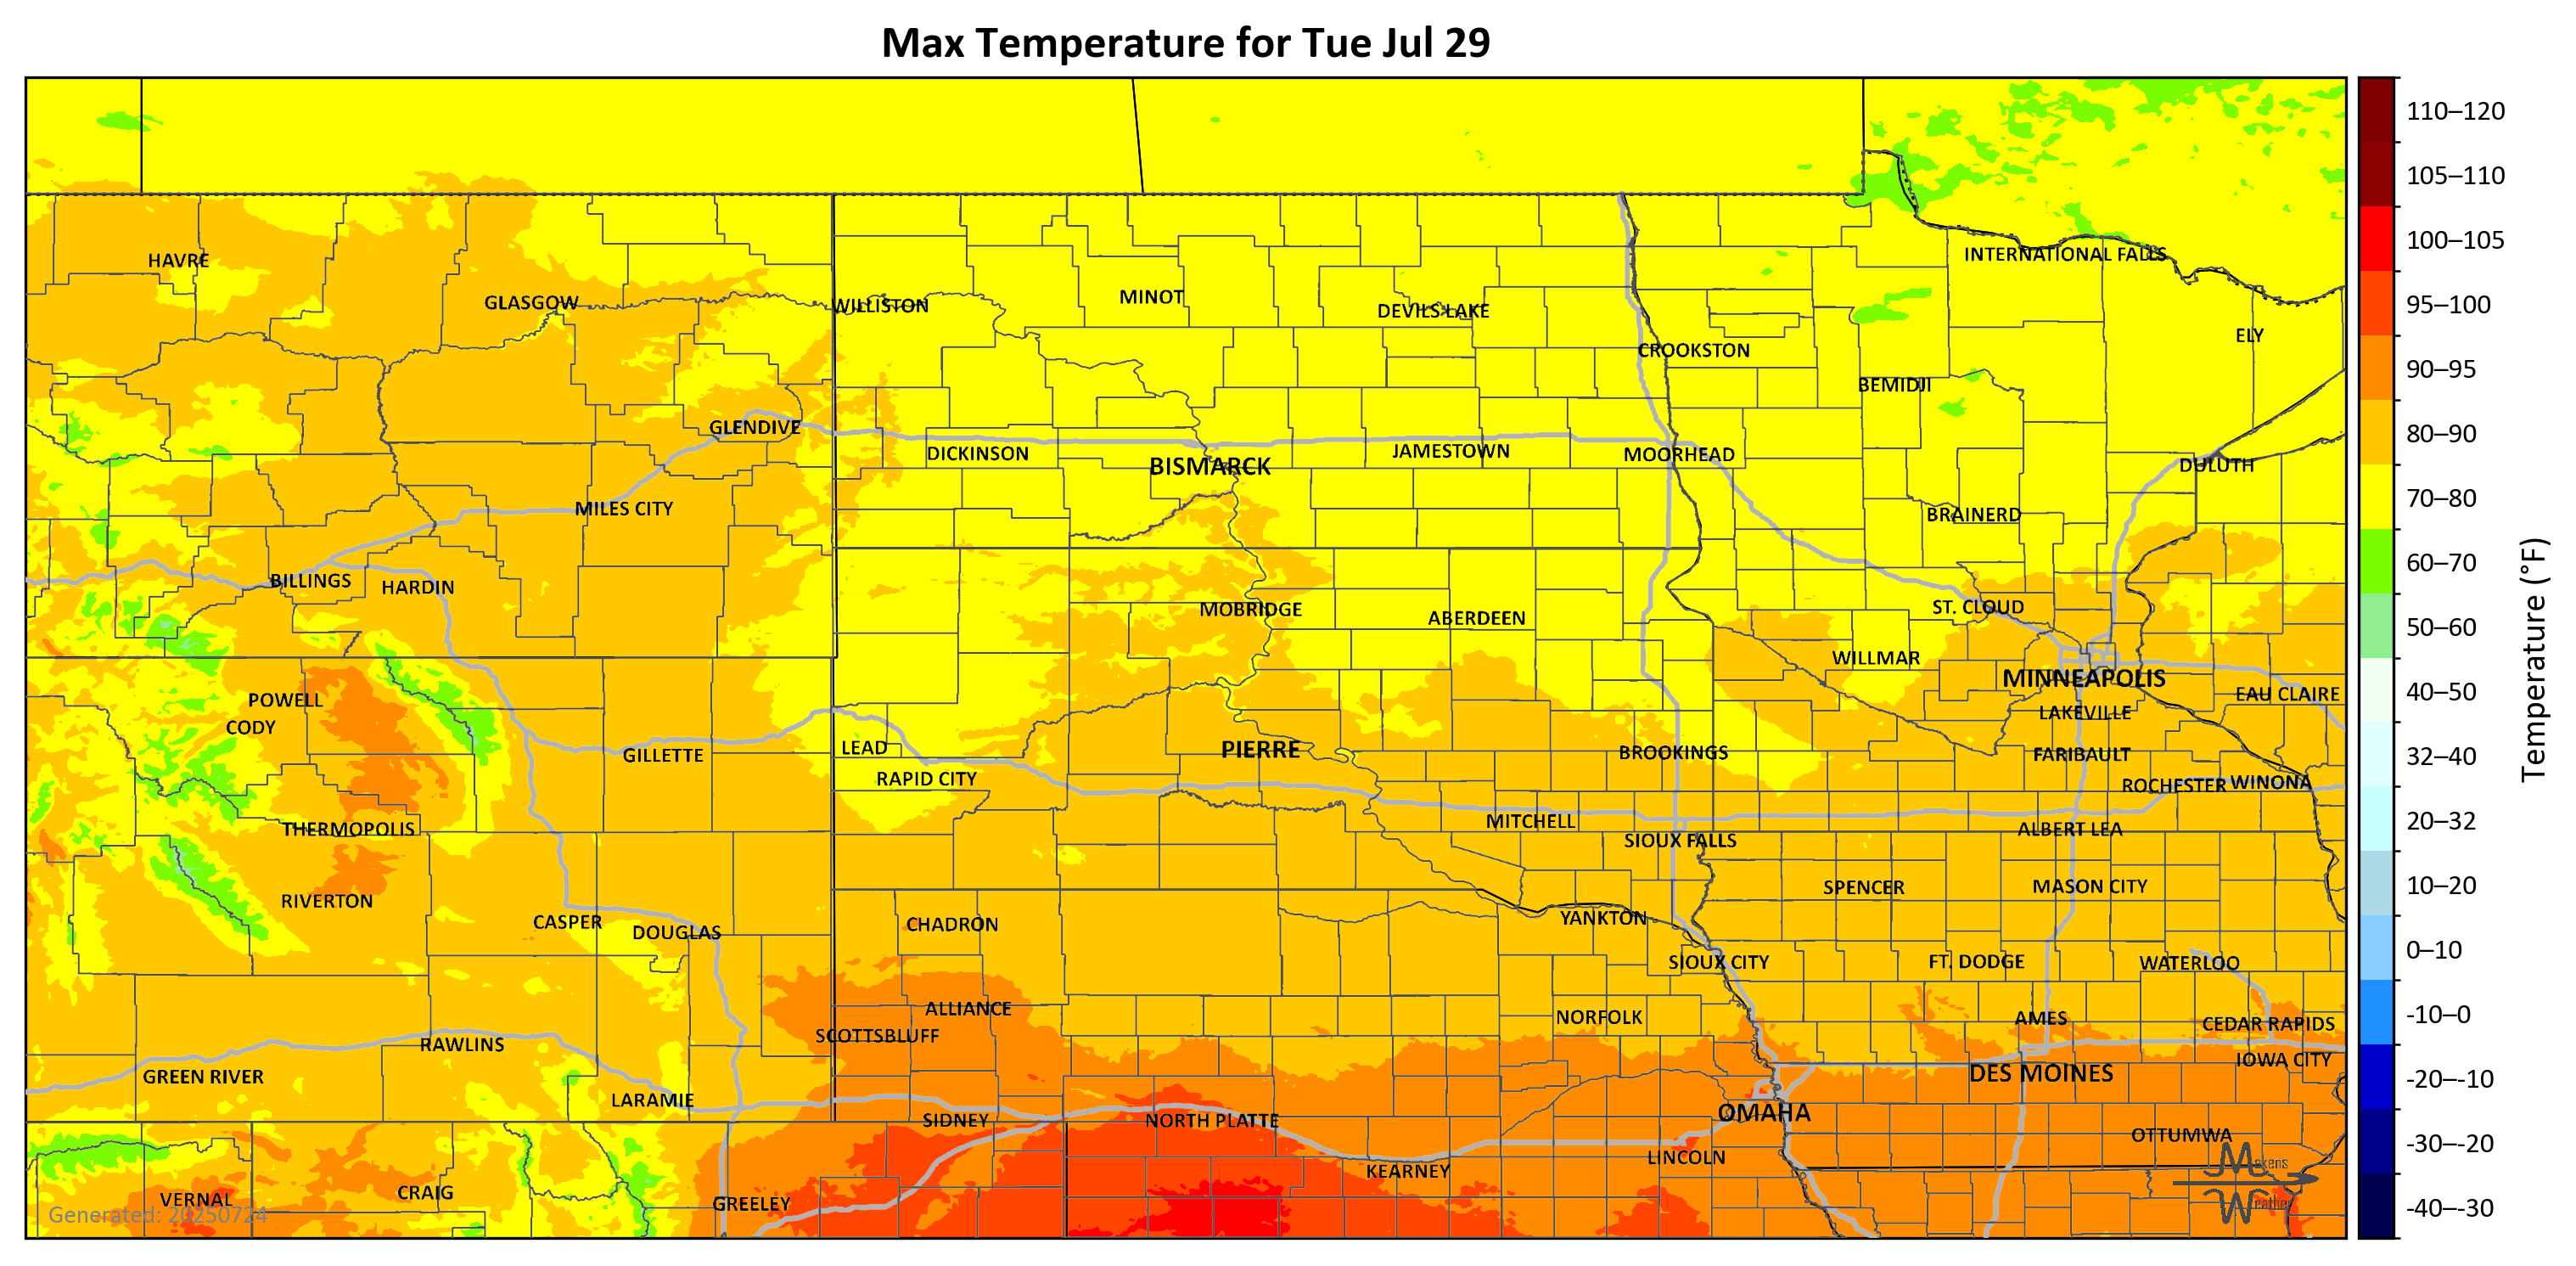 Max Temperature for Tue Jul 29
110–120
105–110
100–105
95–100
90–95
80–90
70–80
60–70
50–60
40–50
32–40
20–32
10–20
0–10
-10–0
-20–-10
-30–-20
-40–-30
Temperature (°F)
HAVRE
GLASGOW
WILLISTON
MINOT
DEVILS LAKE
INTERNATIONAL FALLS
ELY
CROOKSTON
BEMIDJI
GLENDIVE
DICKINSON
BISMARCK
JAMESTOWN
MOORHEAD
DULUTH
MILES CITY
BRAINERD
BILLINGS
HARDIN
MOBRIDGE
ABERDEEN
ST. CLOUD
WILLMAR
MINNEAPOLIS
EAU CLAIRE
POWELL
CODY
LAKEVILLE
GILLETTE
LEAD
PIERRE
BROOKINGS
FARIBAULT
RAPID CITY
ROCHESTER
WINONA
THERMOPOLIS
MITCHELL
SIOUX FALLS
ALBERT LEA
RIVERTON
SPENCER
MASON CITY
CASPER
DOUGLAS
CHADRON
YANKTON
SIOUX CITY
FT. DODGE
WATERLOO
ALLIANCE
NORFOLK
AMES
CEDAR RAPIDS
SCOTTSBLUFF
RAWLINS
IOWA CITY
GREEN RIVER
DES MOINES
LARAMIE
SIDNEY
NORTH PLATTE
OMAHA
OTTUMWA
KEARNEY
LINCOLN
VERNAL
CRAIG
GREELEY
Generated: 20250724
Makens
Weather